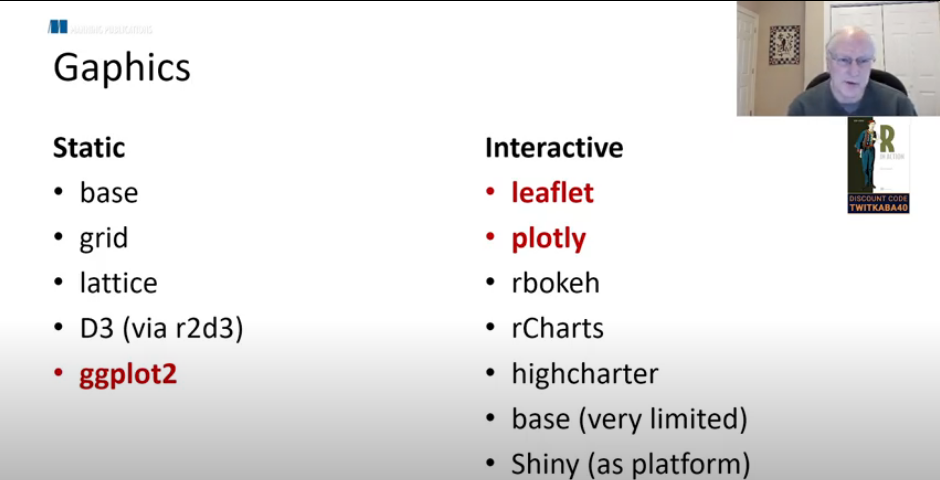 MANNING PUBLICATIONS
Gaphics
Static
• base
• grid
• lattice
• D3 (via r2d3)
• ggplot2
Interactive
• leaflet
• plotly
• rbokeh
• rCharts
• highcharter
• base (very limited)
• Shiny (as platform)
R
IN ACTION
DISCOUNT CODE
TWITKABA40